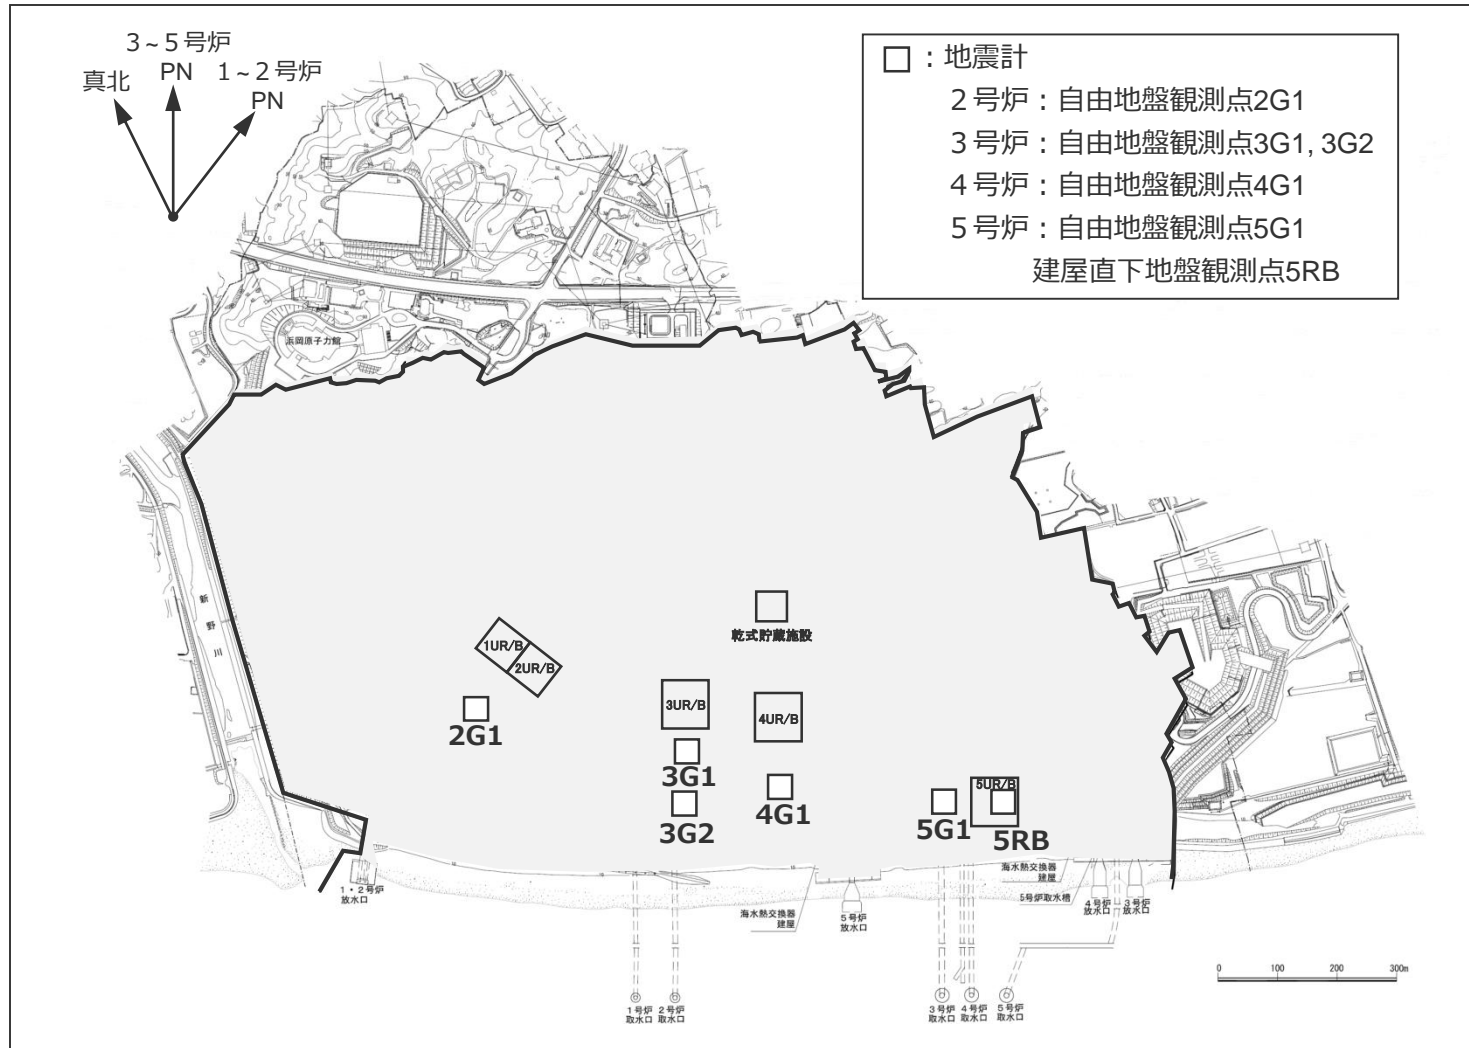 3~5号炉
PN
1~2号炉
PN
真北
□：地震計
2号炉：自由地盤観測点2G1
3号炉：自由地盤観測点3G1, 3G2
4号炉：自由地盤観測点4G1
5号炉：自由地盤観測点5G1
建屋直下地盤観測点5RB
浜岡原子力館
新野川
乾式貯蔵施設
1UR/B
2UR/B
2G1
3UR/B
4UR/B
3G1
3G2
4G1
5UR/B
5G1
5RB
1・2号炉
放水口
海水熱交換器
建屋
5号炉
放水口
海水熱交換器
建屋
5号炉取水槽
4号炉
放水口
3号炉
放水口
1号炉
取水口
2号炉
取水口
3号炉
取水口
4号炉
取水口
5号炉
取水口
0 100 200 300m